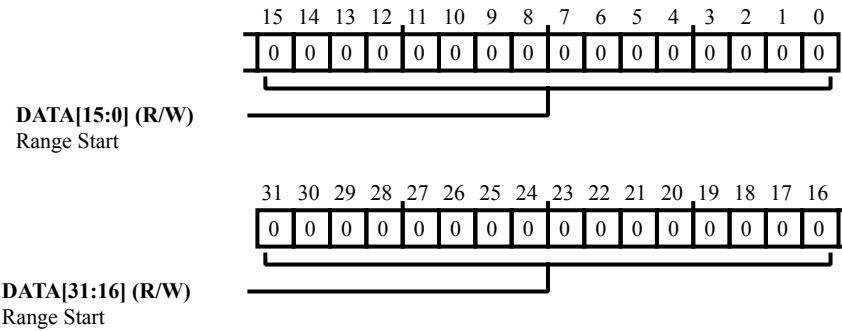 15 14 13 12 11 10 9 8 7 6 5 4 3 2 1 0
0 0 0 0 0 0 0 0 0 0 0 0 0 0 0 0
DATA[15:0] (R/W)
Range Start
31 30 29 28 27 26 25 24 23 22 21 20 19 18 17 16
0 0 0 0 0 0 0 0 0 0 0 0 0 0 0 0
DATA[31:16] (R/W)
Range Start